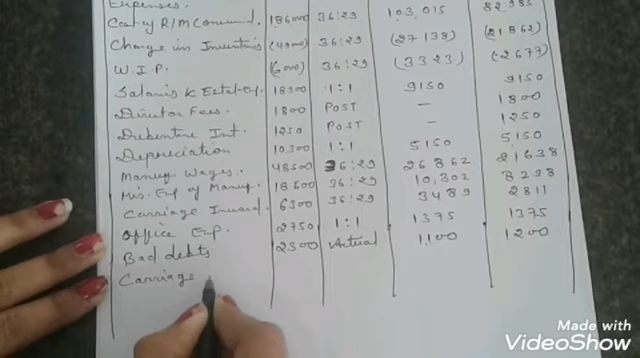 Expenses.
Cost of R/M Consumed. 186000 36:29 103,015 82,985
Change in Inventories (4900) 36:29 (27138) (21862)
W.I.P. (6000) 36:29 (3323) (2677)
Salaries & Estab. Exp. 18300 1:1 9150 9150
Director Fees. 1800 POST – 1800
Debenture Int. 1250 POST – 1250
Depreciation 10,300 1:1 5150 5150
Manuf Wages. 48500 36:29 26862 21638
Mis. Exp of Manuf. 18600 36:29 10,302 8298
Carriage Inward. 6300 36:29 3489 2811
Office Exp. 2750 1:1 1375 1375
Bad debts 2300 Actual 1,100 1200
Carriage
Made with
VideoShow